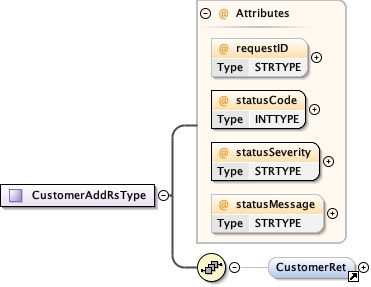 @ Attributes
@ requestID
Type STRTYPE
@ statusCode
Type INTTYPE
@ statusSeverity
Type STRTYPE
CustomerAddRsType
@ statusMessage
Type STRTYPE
CustomerRet